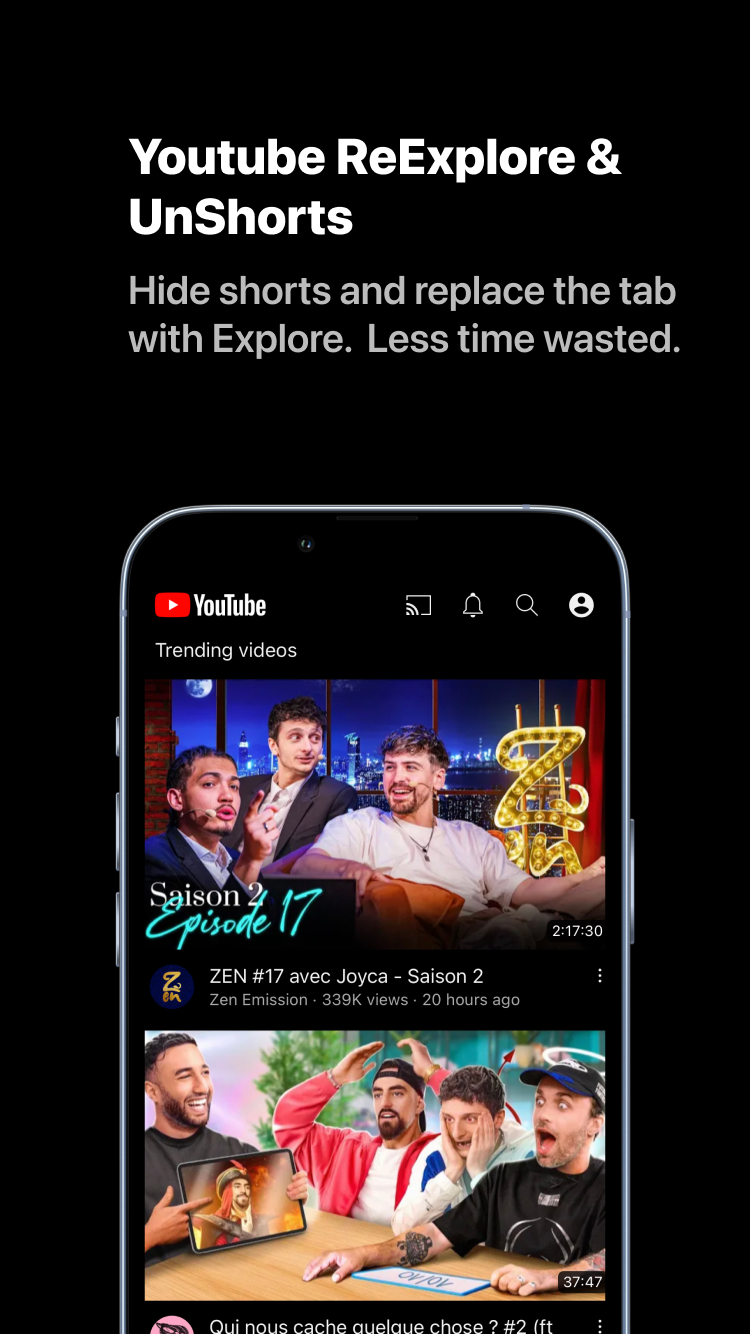 Youtube ReExplore &
UnShorts
Hide shorts and replace the tab
with Explore.  Less time wasted.
YouTube
Trending videos
Zen
Saison 2
Episode 17
2:17:30
Zen
ZEN #17 avec Joyca - Saison 2
Zen Emission · 339K views · 20 hours ago
37:47
Qui nous cache quelque chose ? #2 (ft